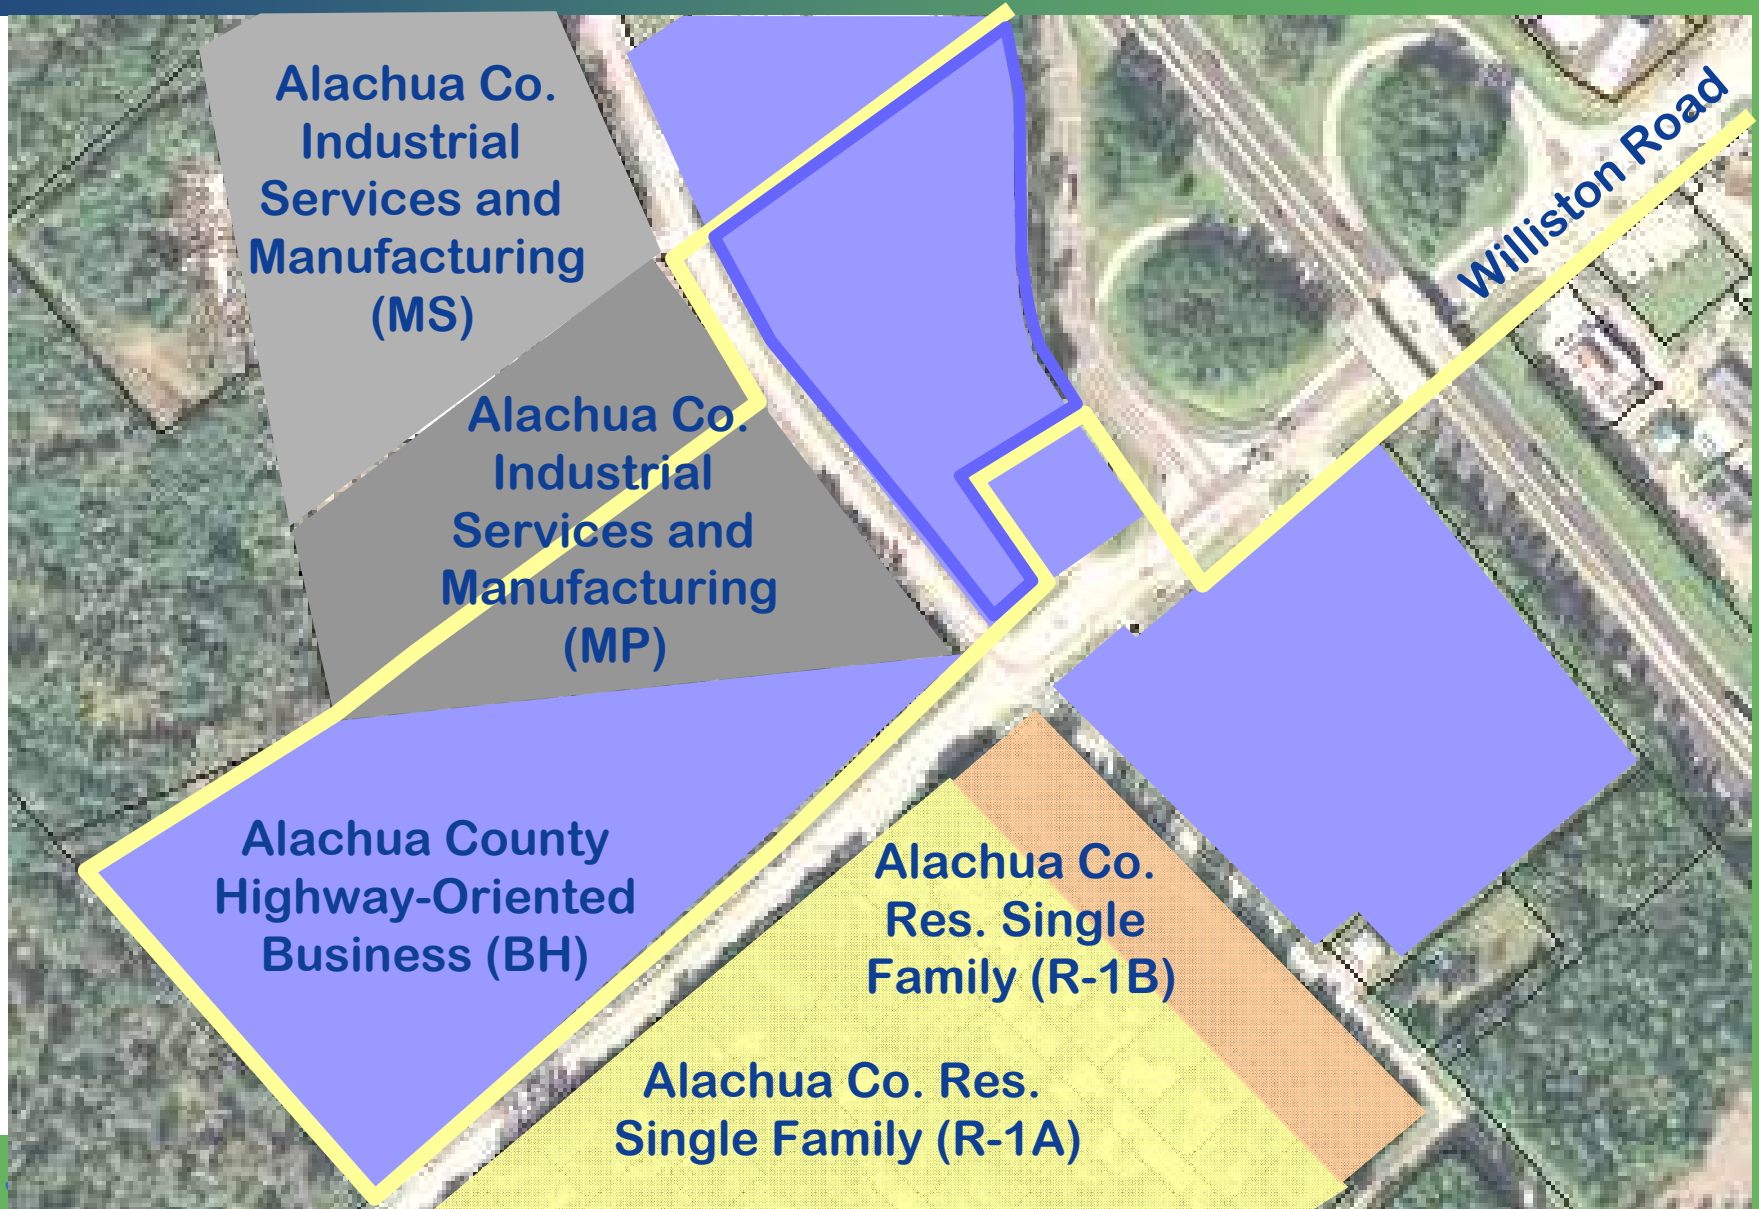 Alachua Co.
Industrial
Services and
Manufacturing
(MS)
Williston Road
Alachua Co.
Industrial
Services and
Manufacturing
(MP)
Alachua County
Highway-Oriented
Business (BH)
Alachua Co.
Res. Single
Family (R-1B)
Alachua Co. Res.
Single Family (R-1A)